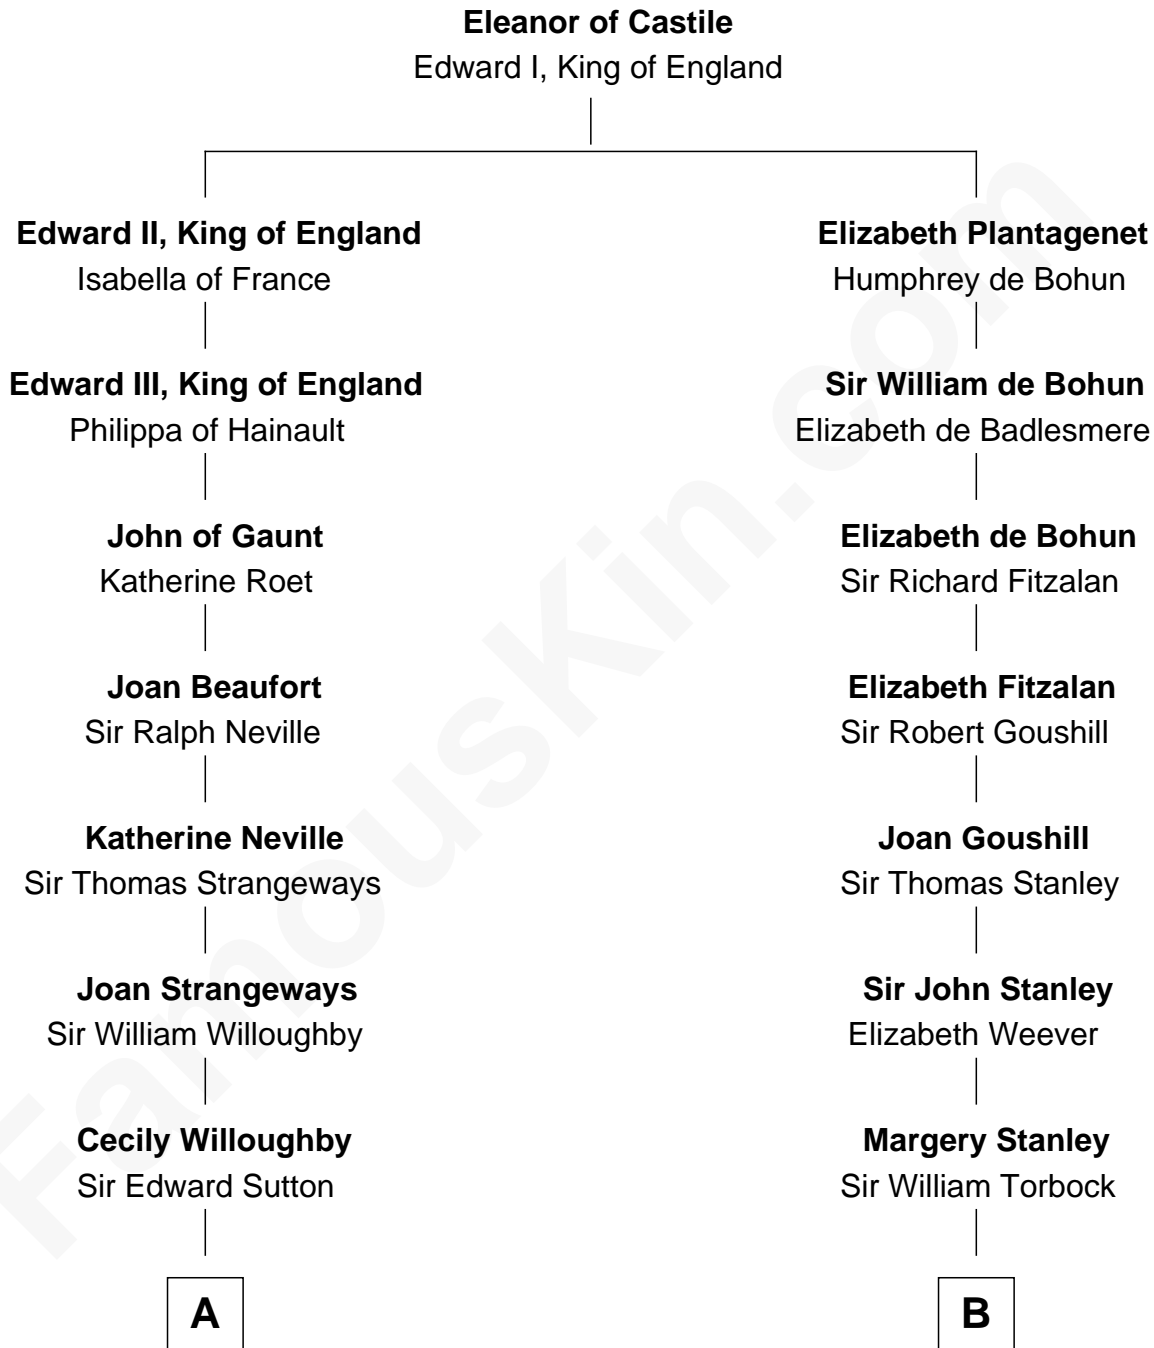 Eleanor of Castile
Edward I, King of England
Edward II, King of England
Isabella of France
Edward III, King of England
Philippa of Hainault
John of Gaunt
Katherine Roet
Joan Beaufort
Sir Ralph Neville
Katherine Neville
Sir Thomas Strangeways
Joan Strangeways
Sir William Willoughby
Cecily Willoughby
Sir Edward Sutton
A
Elizabeth Plantagenet
Humphrey de Bohun
Sir William de Bohun
Elizabeth de Badlesmere
Elizabeth de Bohun
Sir Richard Fitzalan
Elizabeth Fitzalan
Sir Robert Goushill
Joan Goushill
Sir Thomas Stanley
Sir John Stanley
Elizabeth Weever
Margery Stanley
Sir William Torbock
B
FamousKin.com